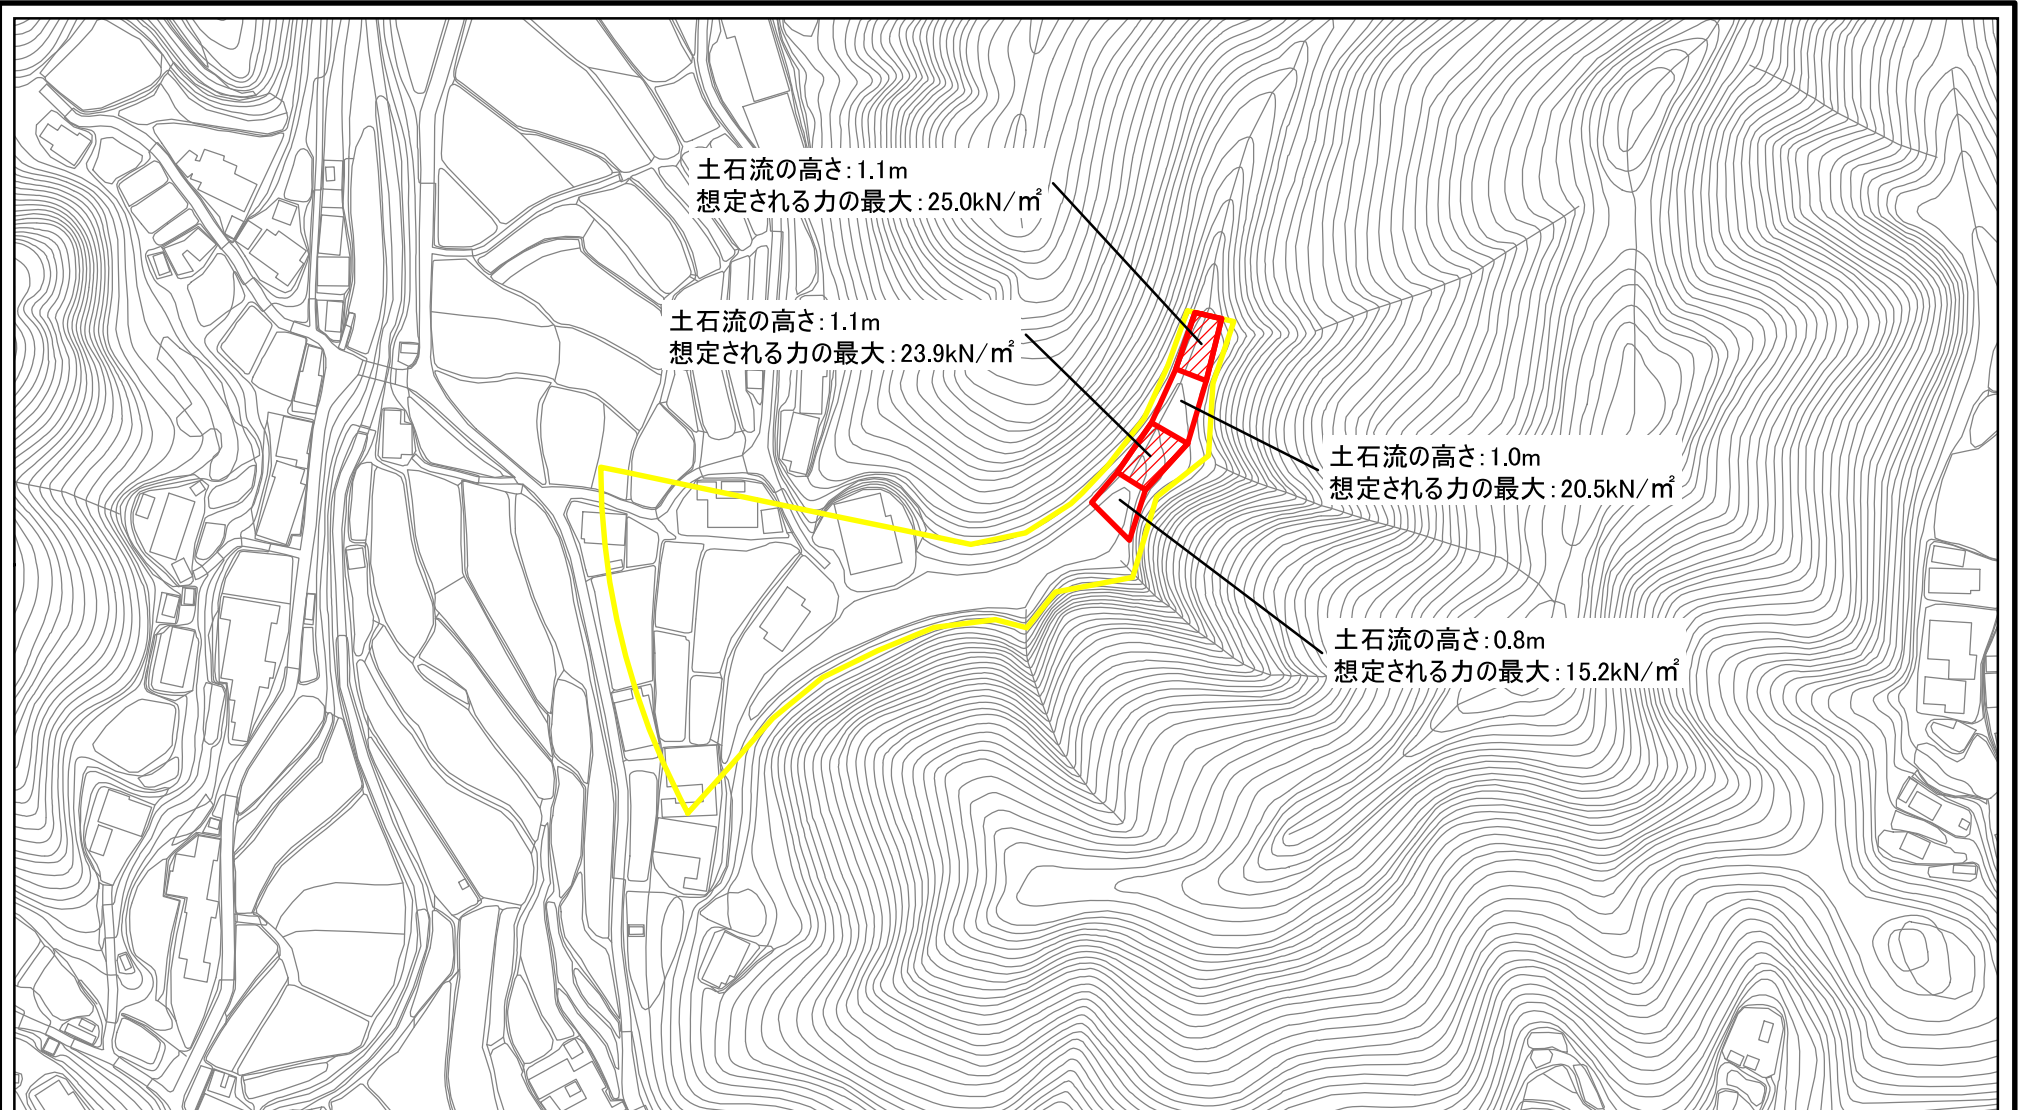 土石流の高さ:1.1m
想定される力の最大:25.0kN/㎡
土石流の高さ:1.1m
想定される力の最大:23.9kN/㎡
土石流の高さ:1.0m
想定される力の最大:20.5kN/㎡
土石流の高さ:0.8m
想定される力の最大:15.2kN/㎡